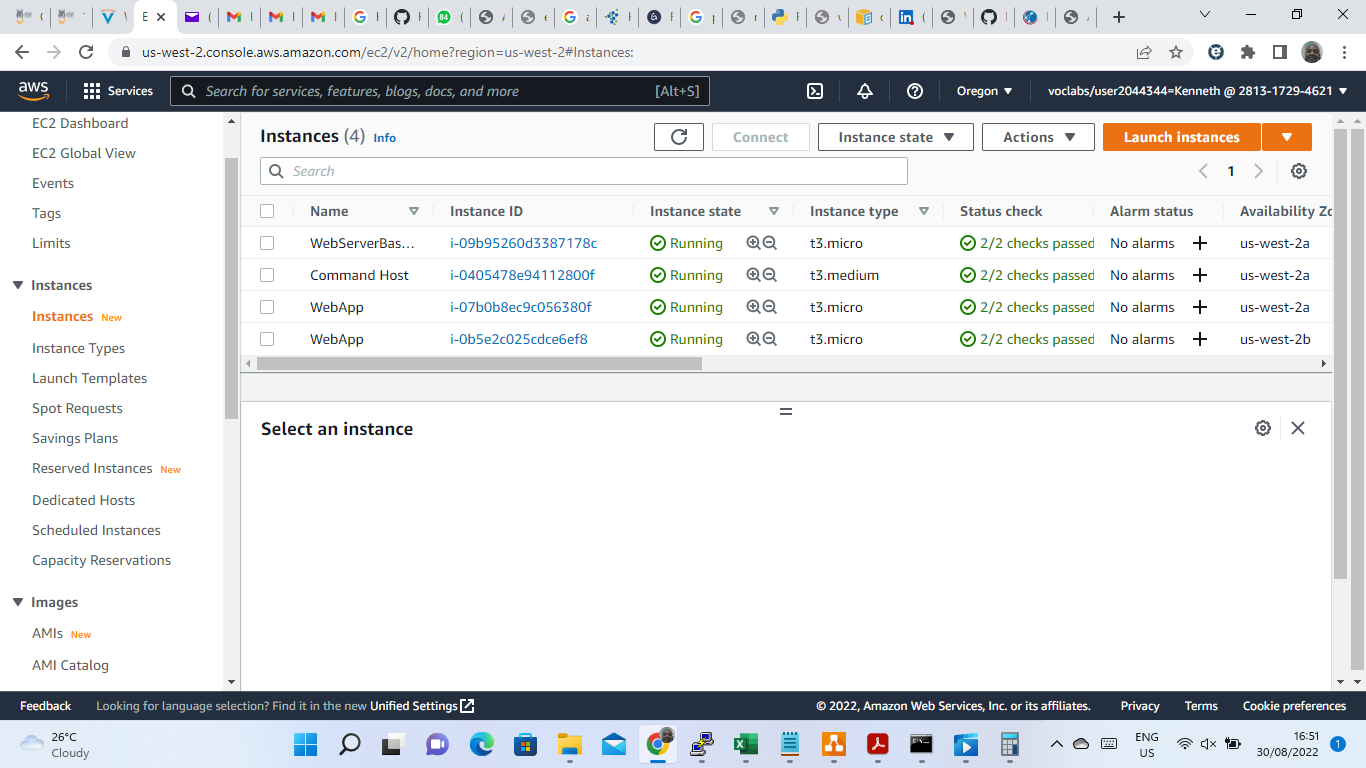 us-west-2.console.aws.amazon.com/ec2/v2/home?region=us-west-2#Instances:
aws
Services
Search for services, features, blogs, docs, and more
[Alt+S]
Oregon
voclabs/user2044344=Kenneth @ 2813-1729-4621
EC2 Dashboard
EC2 Global View
Events
Tags
Limits
Instances
Instances New
Instance Types
Launch Templates
Spot Requests
Savings Plans
Reserved Instances New
Dedicated Hosts
Scheduled Instances
Capacity Reservations
Images
AMIs New
AMI Catalog
Instances (4) Info
Connect
Instance state
Actions
Launch instances
Search
1
Name Instance ID Instance state Instance type Status check Alarm status Availability Zo
WebServerBas... i-09b95260d3387178c Running t3.micro 2/2 checks passed No alarms us-west-2a
Command Host i-0405478e94112800f Running t3.medium 2/2 checks passed No alarms us-west-2a
WebApp i-07b0b8ec9c056380f Running t3.micro 2/2 checks passed No alarms us-west-2a
WebApp i-0b5e2c025cdce6ef8 Running t3.micro 2/2 checks passed No alarms us-west-2b
Select an instance
Feedback
Looking for language selection? Find it in the new Unified Settings
© 2022, Amazon Web Services, Inc. or its affiliates.
Privacy
Terms
Cookie preferences
26°C
Cloudy
ENG
US
16:51
30/08/2022
1